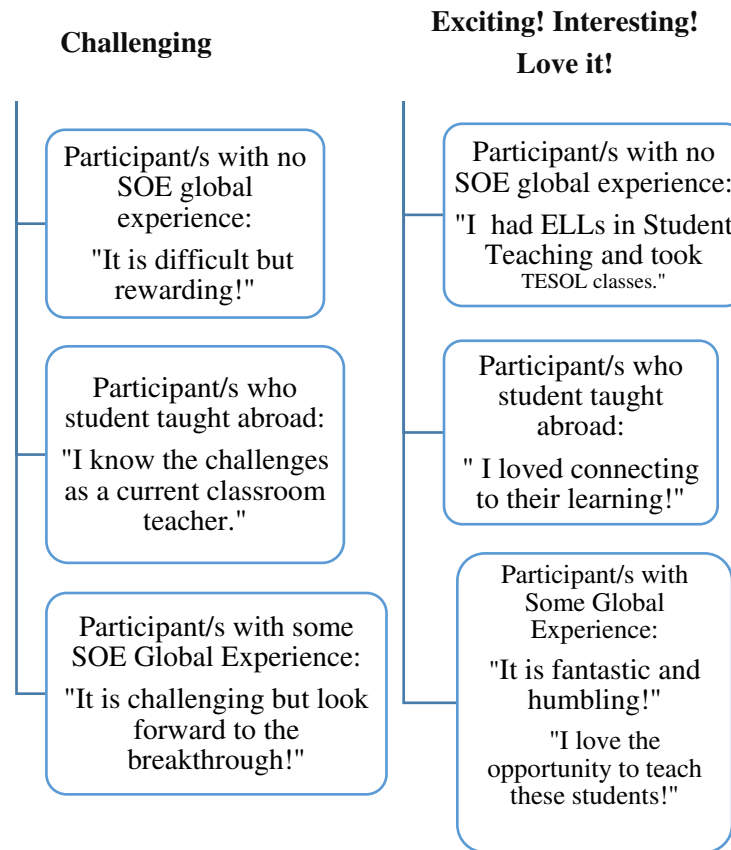 Challenging
Participant/s with no
SOE global
experience:
"It is difficult but
rewarding!"
Participant/s who
student taught abroad:
"I know the challenges
as a current classroom
teacher."
Participant/s with some
SOE Global Experience:
"It is challenging but look
forward to the
breakthrough!"
Exciting! Interesting!
Love it!
Participant/s with no
SOE global experience:
"I  had ELLs in Student
Teaching and took
TESOL classes."
Participant/s who
student taught
abroad:
" I loved connecting
to their learning!"
Participant/s with
Some Global
Experience:
"It is fantastic and
humbling!"
"I love the
opportunity to teach
these students!"